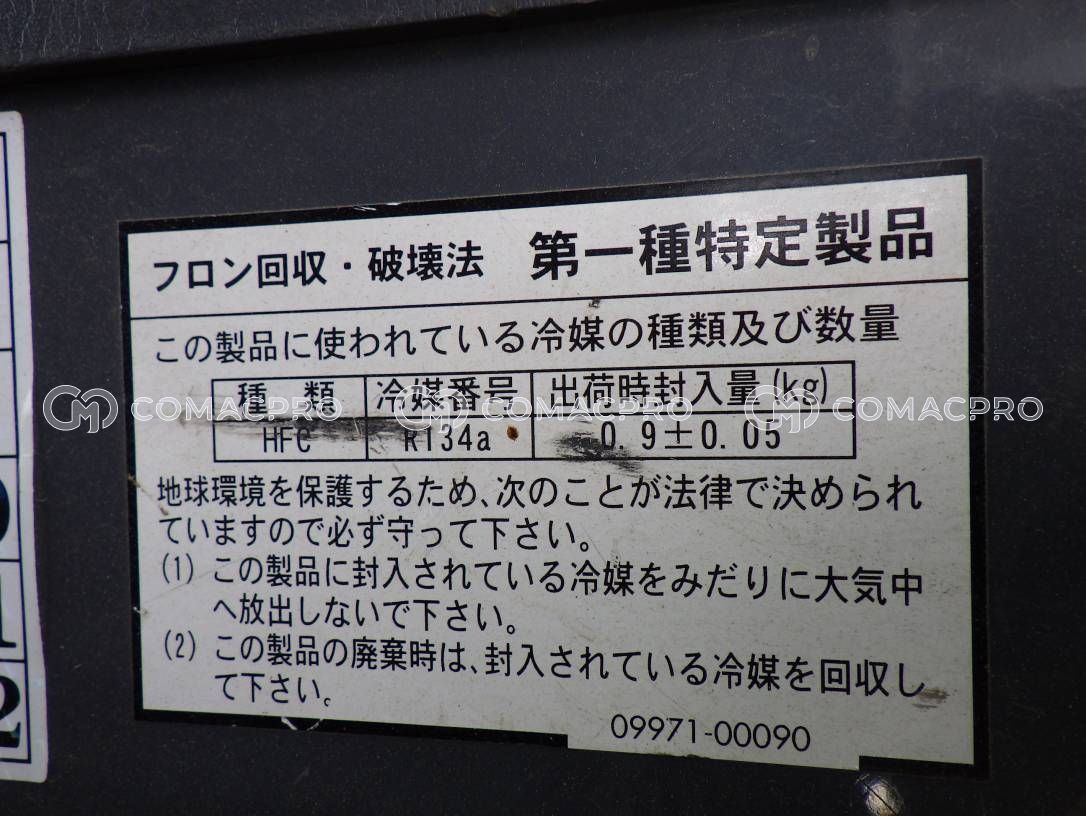 フロン回収・破壊法 第一種特定製品
この製品に使われている冷媒の種類及び数量
種類 冷媒番号 出荷時封入量(kg)
COMACPRO COMACPRO COMACPRO
HFC R134a 0.9±0.05
地球環境を保護するため、次のことが法律で決められ
ていますので必ず守って下さい。
(1) この製品に封入されている冷媒をみだりに大気中
へ放出しないで下さい。
(2) この製品の廃棄時は、封入されている冷媒を回収し
て下さい。
09971-00090
2